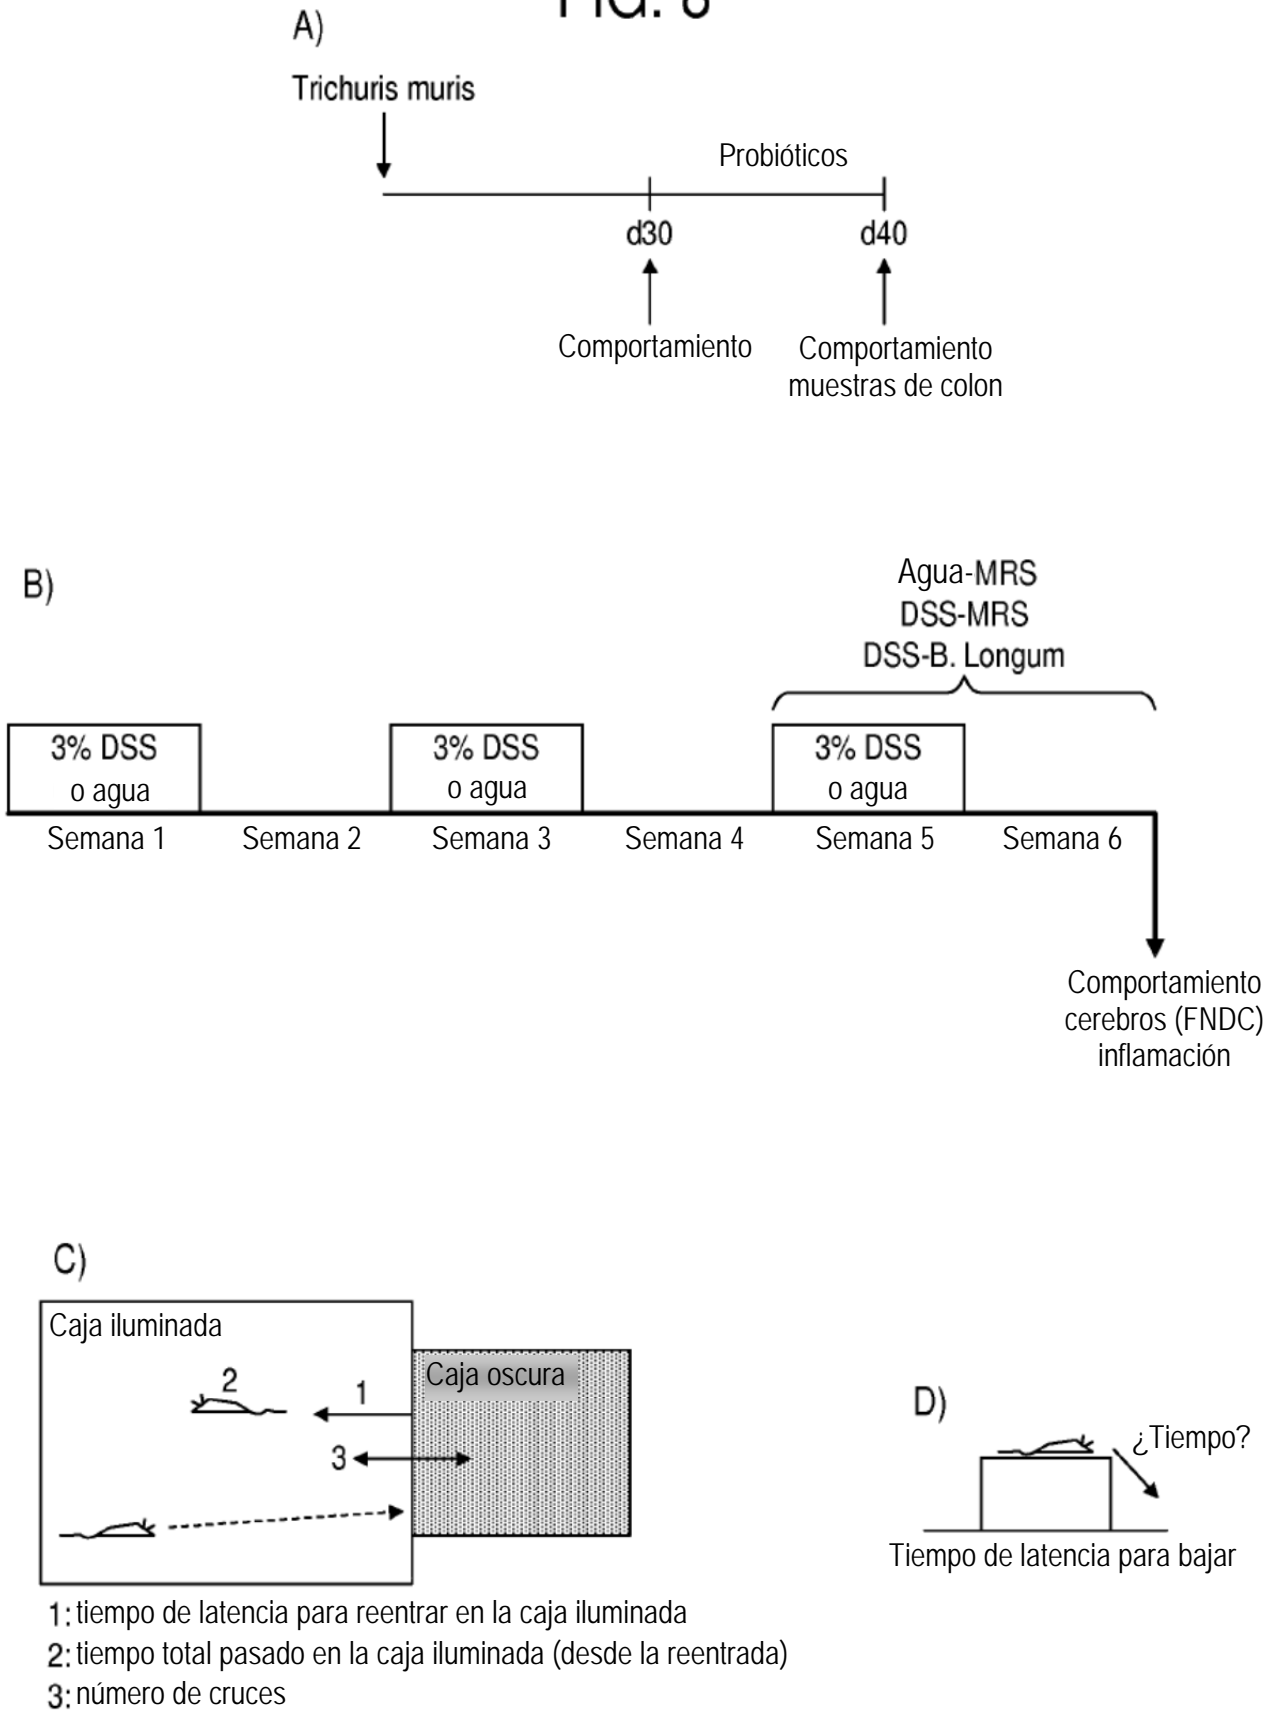 A)
Trichuris muris
Probióticos
d30
d40
Comportamiento
Comportamiento
muestras de colon
B)
Agua-MRS
DSS-MRS
DSS-B. Longum
3% DSS
o agua
3% DSS
o agua
3% DSS
o agua
Semana 1
Semana 2
Semana 3
Semana 4
Semana 5
Semana 6
Comportamiento
cerebros (FNDC)
inflamación
C)
Caja iluminada
Caja oscura
2
1
3
1: tiempo de latencia para reentrar en la caja iluminada
2: tiempo total pasado en la caja iluminada (desde la reentrada)
3: número de cruces
D)
¿Tiempo?
Tiempo de latencia para bajar